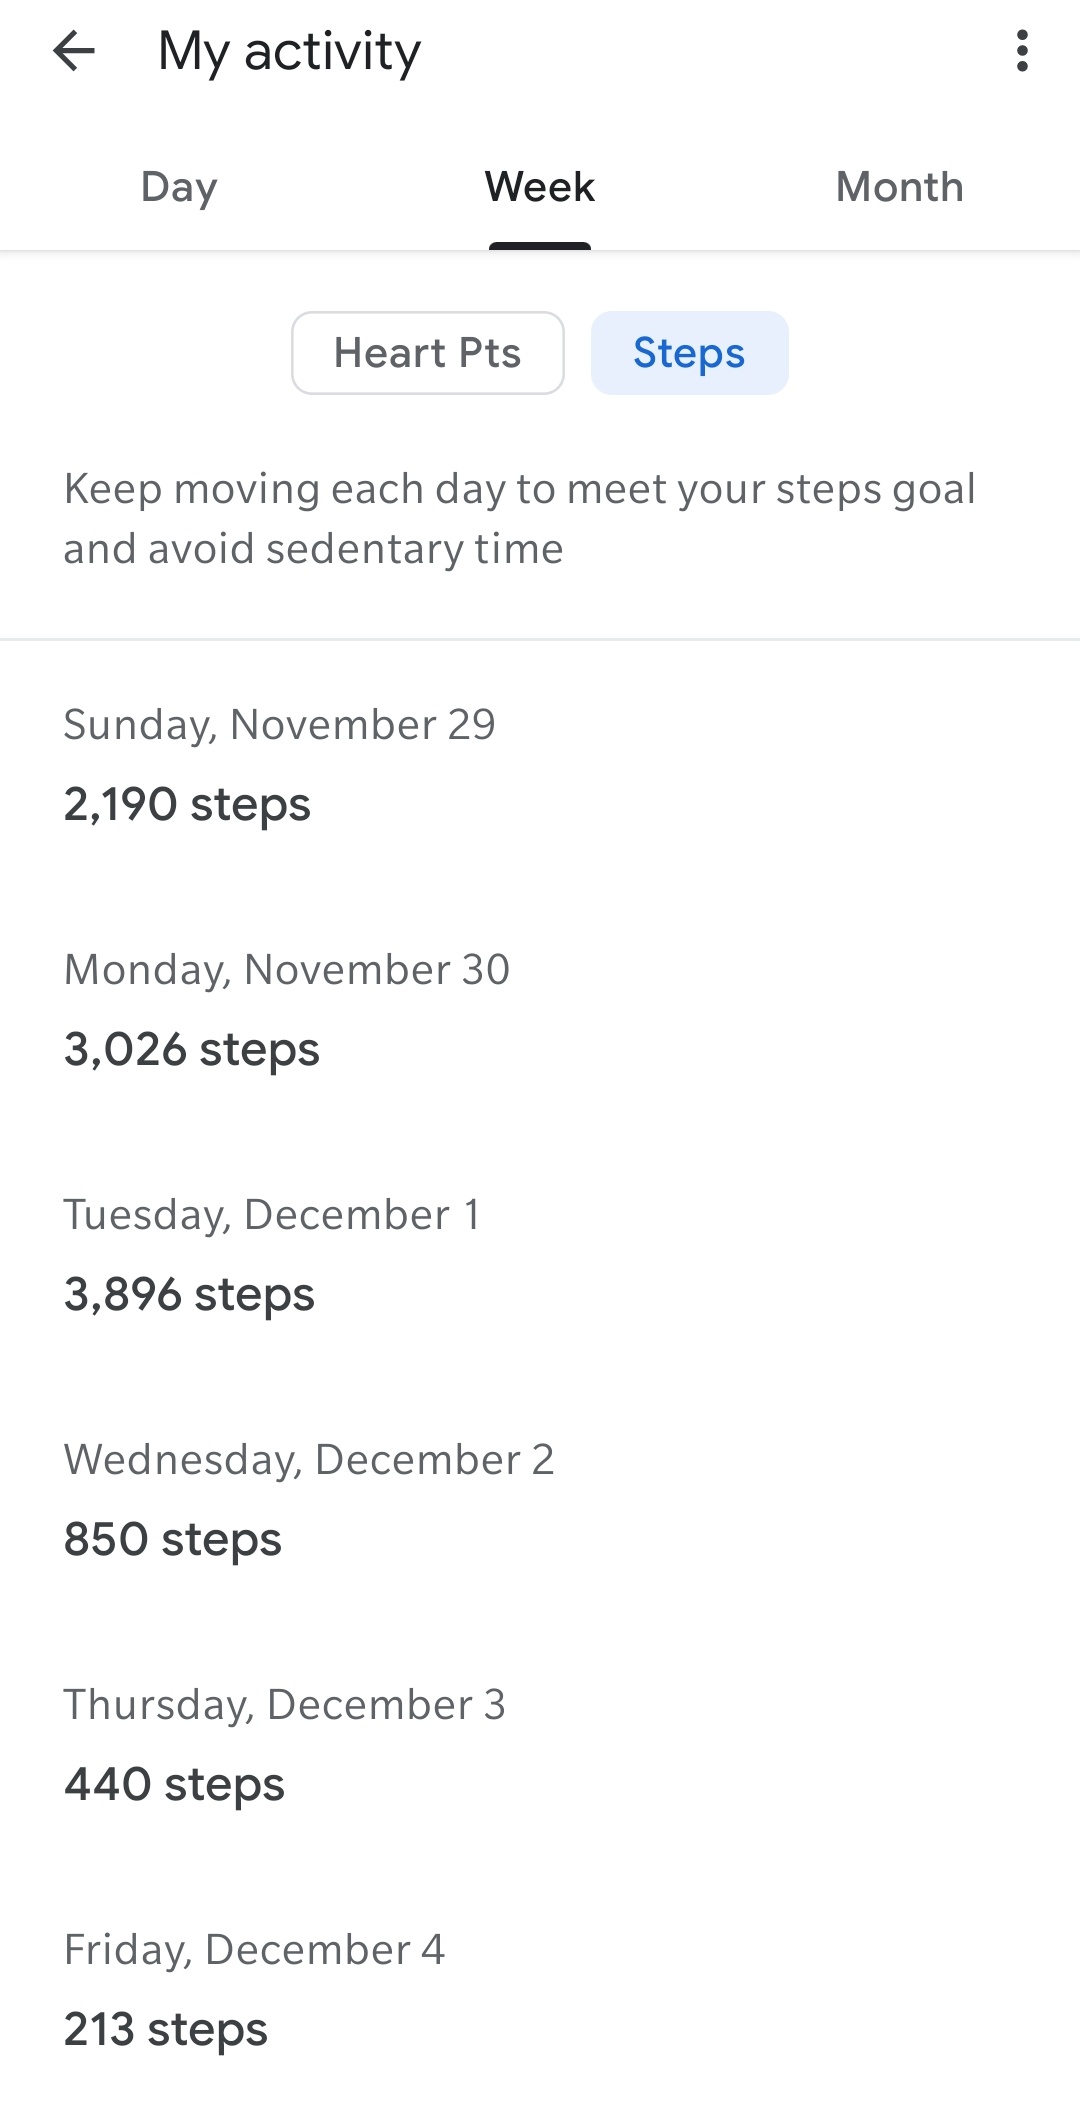 My activity
Day
Week
Month
Heart Pts
Steps
Keep moving each day to meet your steps goal
and avoid sedentary time
Sunday, November 29
2,190 steps
Monday, November 30
3,026 steps
Tuesday, December 1
3,896 steps
Wednesday, December 2
850 steps
Thursday, December 3
440 steps
Friday, December 4
213 steps